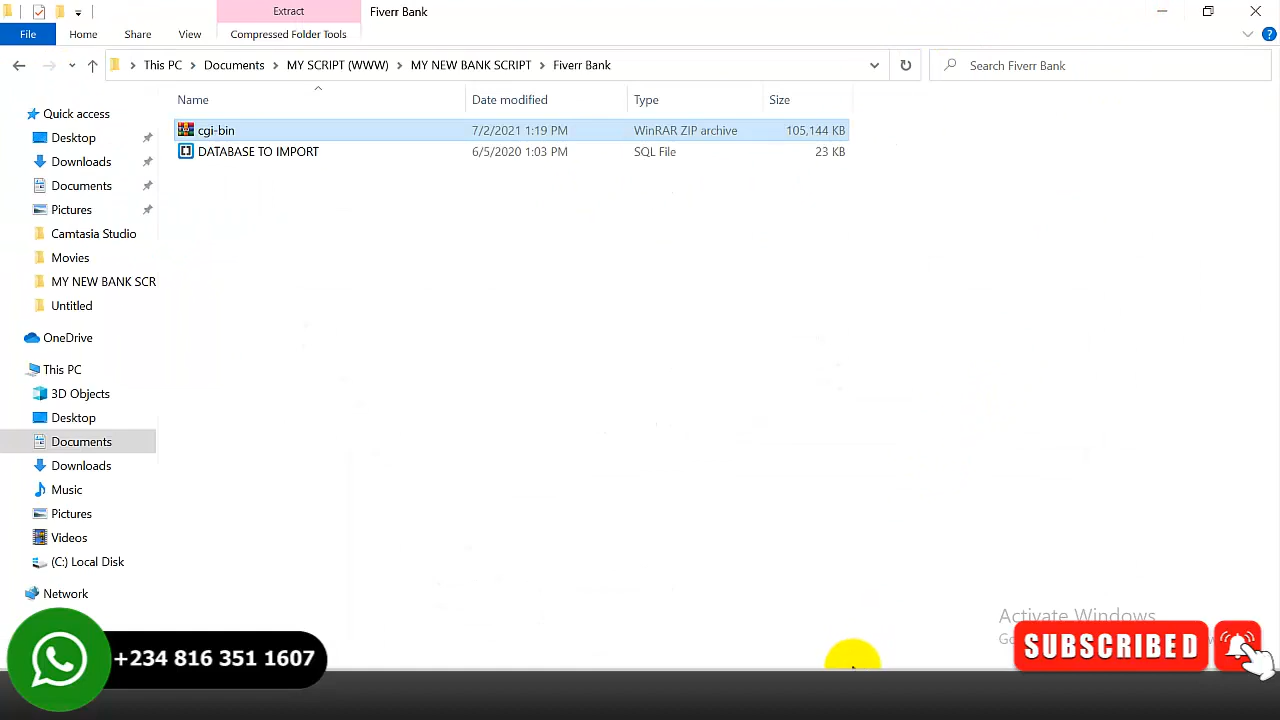 Extract
Fiverr Bank
File
Home
Share
View
Compressed Folder Tools
This PC > Documents > MY SCRIPT (WWW) > MY NEW BANK SCRIPT > Fiverr Bank
Search Fiverr Bank
Name
Date modified
Type
Size
cgi-bin
7/2/2021 1:19 PM
WinRAR ZIP archive
105,144 KB
DATABASE TO IMPORT
6/5/2020 1:03 PM
SQL File
23 KB
Quick access
Desktop
Downloads
Documents
Pictures
Camtasia Studio
Movies
MY NEW BANK SCR
Untitled
OneDrive
This PC
3D Objects
Desktop
Documents
Downloads
Music
Pictures
Videos
(C:) Local Disk
Network
Activate Windows
SUBSCRIBED
+234 816 351 1607